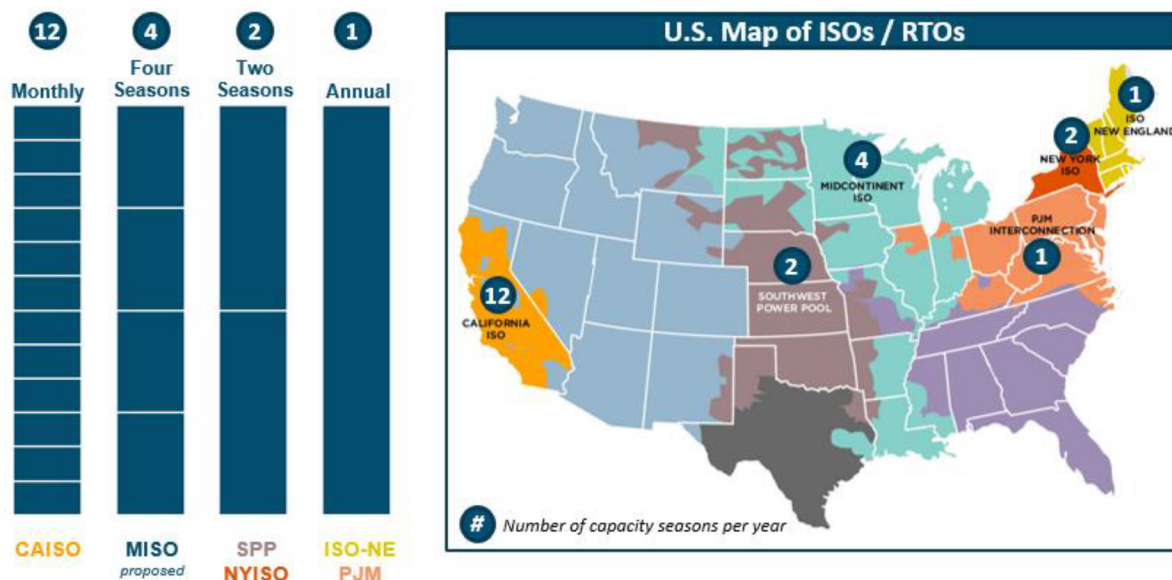 12
4
2
1
Monthly
Four
Seasons
Two
Seasons
Annual
CAISO
MISO
proposed
SPP
NYISO
ISO-NE
PJM
U.S. Map of ISOs / RTOs
1
ISO
NEW ENGLAND
2
NEW YORK
ISO
4
MIDCONTINENT
ISO
PJM
INTERCONNECTION
1
2
SOUTHWEST
POWER POOL
12
CALIFORNIA
ISO
# Number of capacity seasons per year